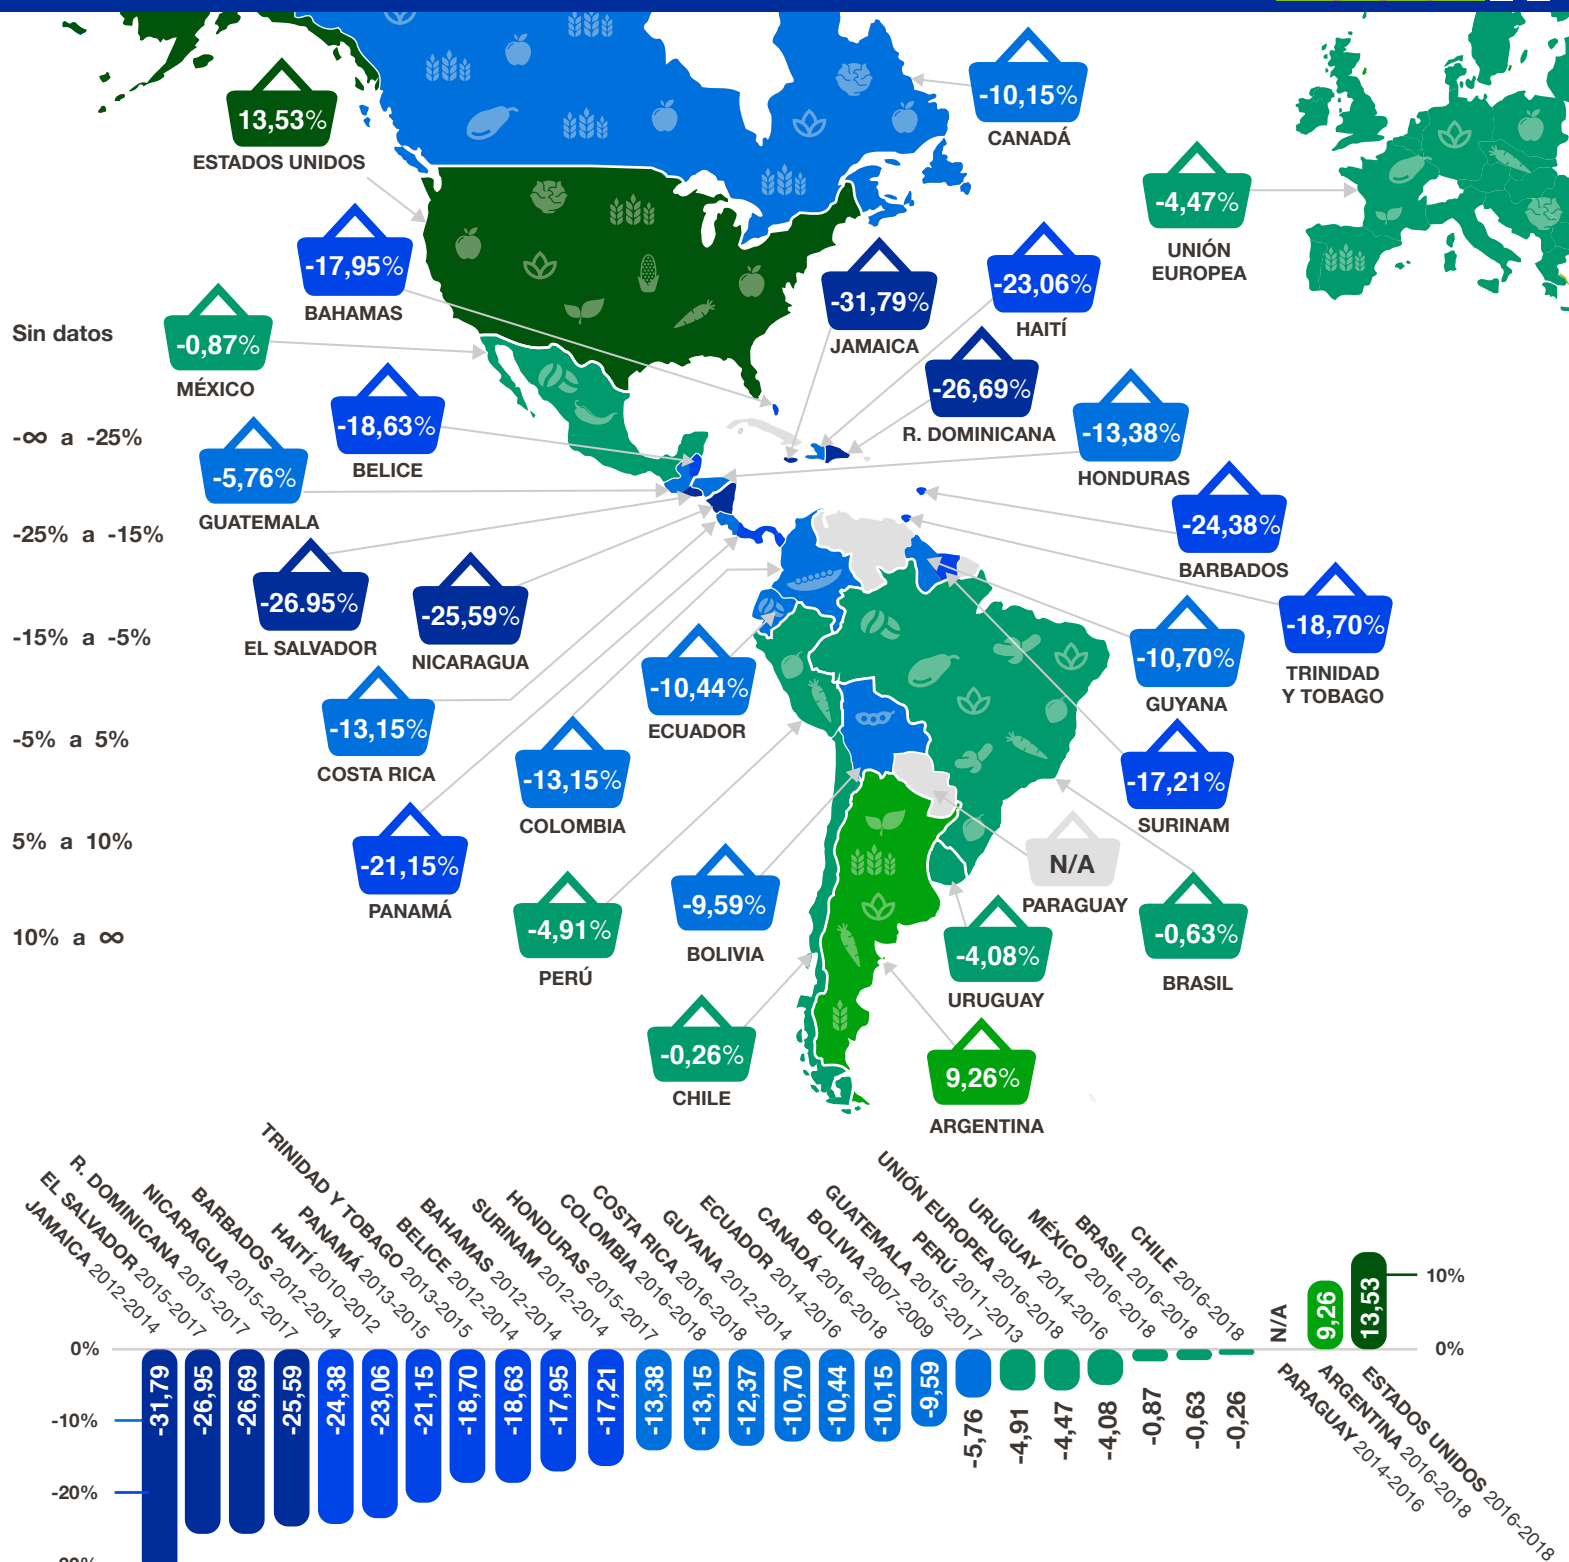 13,53%
ESTADOS UNIDOS
-10,15%
CANADÁ
-4,47%
UNIÓN
EUROPEA
-17,95%
BAHAMAS
-31,79%
JAMAICA
-23,06%
HAITÍ
Sin datos
-0,87%
MÉXICO
-26,69%
R. DOMINICANA
-18,63%
BELICE
-13,38%
HONDURAS
-∞ a -25%
-5,76%
GUATEMALA
-24,38%
BARBADOS
-25% a -15%
-26.95%
EL SALVADOR
-25,59%
NICARAGUA
-18,70%
TRINIDAD
Y TOBAGO
-15% a -5%
-10,44%
ECUADOR
-10,70%
GUYANA
-13,15%
COSTA RICA
-5% a 5%
-13,15%
COLOMBIA
-17,21%
SURINAM
5% a 10%
-21,15%
PANAMÁ
N/A
PARAGUAY
-4,91%
PERÚ
-9,59%
BOLIVIA
-4,08%
URUGUAY
-0,63%
BRASIL
10% a ∞
-0,26%
CHILE
9,26%
ARGENTINA
JAMAICA 2012-2014
EL SALVADOR 2015-2017
R. DOMINICANA 2015-2017
NICARAGUA 2015-2017
BARBADOS 2012-2014
HAITÍ 2010-2012
TRINIDAD Y TOBAGO 2013-2015
PANAMÁ 2013-2015
BELICE 2012-2014
BAHAMAS 2012-2014
SURINAM 2012-2014
HONDURAS 2015-2017
COLOMBIA 2016-2018
COSTA RICA 2016-2018
GUYANA 2012-2014
ECUADOR 2014-2016
CANADÁ 2016-2018
BOLIVIA 2007-2009
GUATEMALA 2015-2017
PERÚ 2011-2013
UNIÓN EUROPEA 2016-2018
URUGUAY 2014-2016
MÉXICO 2016-2018
BRASIL 2016-2018
CHILE 2016-2018
N/A
9,26
13,53
10%
0%
0%
-10%
-20%
-31,79
-26,95
-26,69
-25,59
-24,38
-23,06
-21,15
-18,70
-18,63
-17,95
-17,21
-13,38
-13,15
-12,37
-10,70
-10,44
-10,15
-9,59
-5,76
-4,91
-4,47
-4,08
-0,87
-0,63
-0,26
PARAGUAY 2014-2016
ARGENTINA 2016-2018
ESTADOS UNIDOS 2016-2018